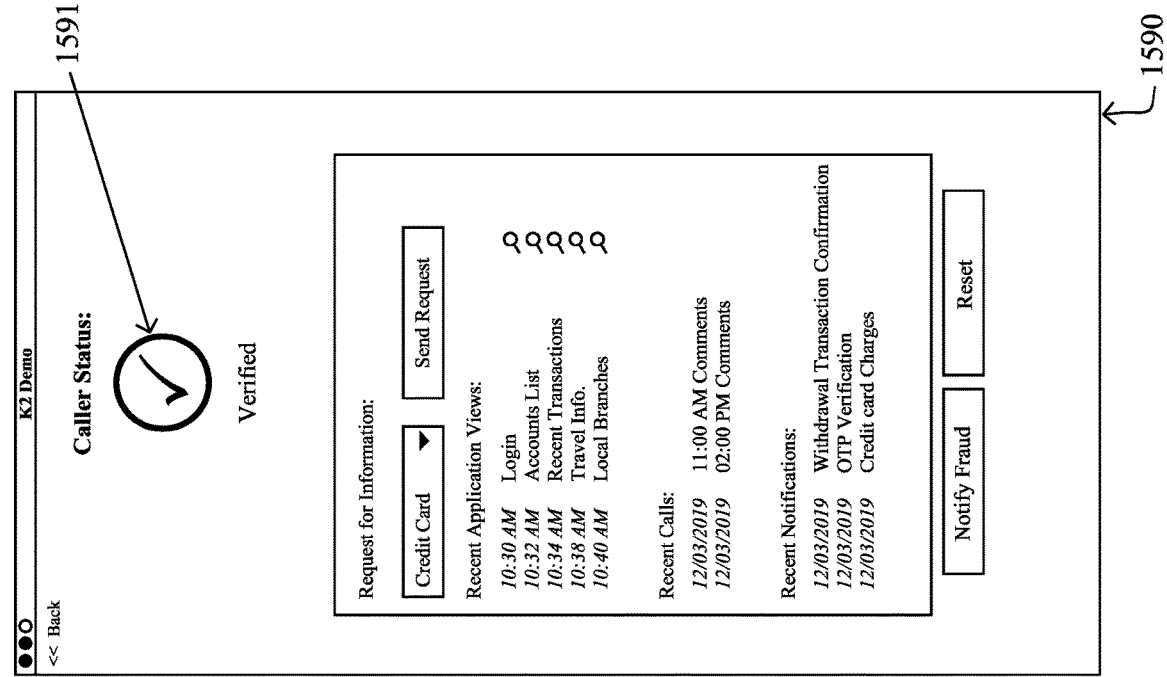 K2 Demo
<< Back
Caller Status:
1591
Verified
Request for Information:
Credit Card Send Request
Recent Application Views:
10:30 AM Login
10:32 AM Accounts List
10:34 AM Recent Transactions
10:38 AM Travel Info.
10:40 AM Local Branches
Recent Calls:
12/03/2019 11:00 AM Comments
12/03/2019 02:00 PM Comments
Recent Notifications:
12/03/2019 Withdrawal Transaction Confirmation
12/03/2019 OTP Verification
12/03/2019 Credit card Charges
Notify Fraud Reset
1590